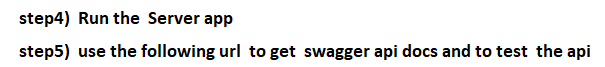 step4) Run the Server app
step5) use the following url to get swagger api docs and to test the api